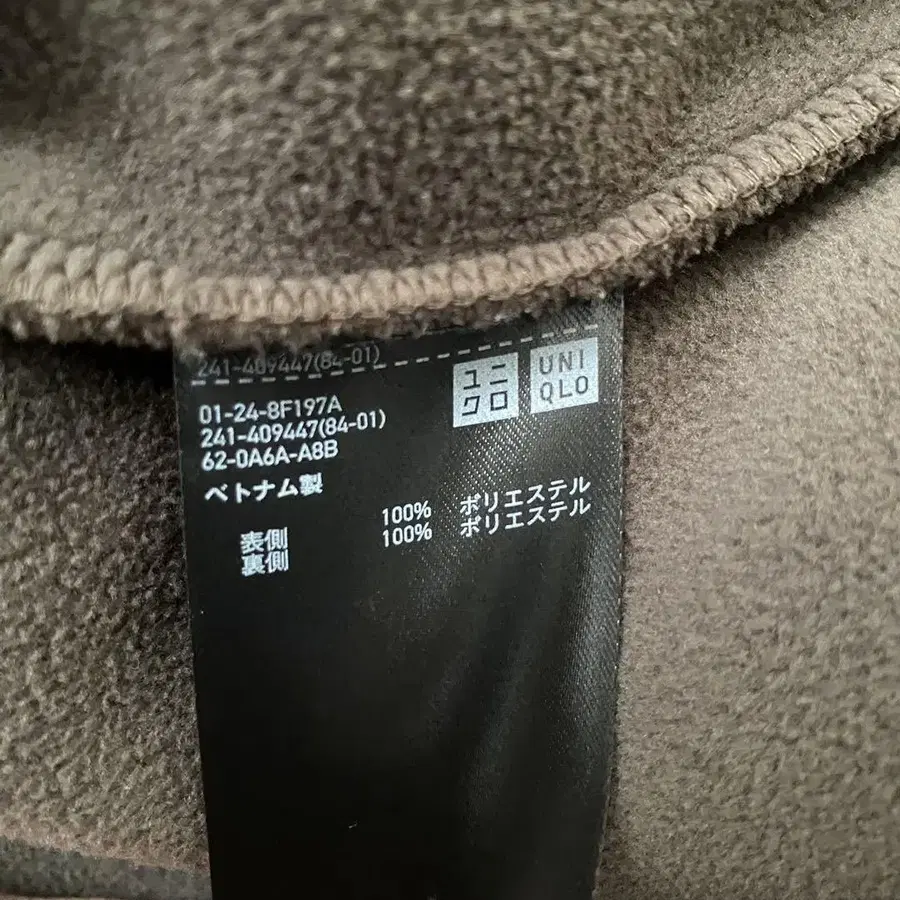 241-409447(84-01)
ユニクロ
UNIQLO
01-24-8F197A
241-409447(84-01)
62-0A6A-A8B
ベトナム製
表側 100% ポリエステル
裏側 100% ポリエステル